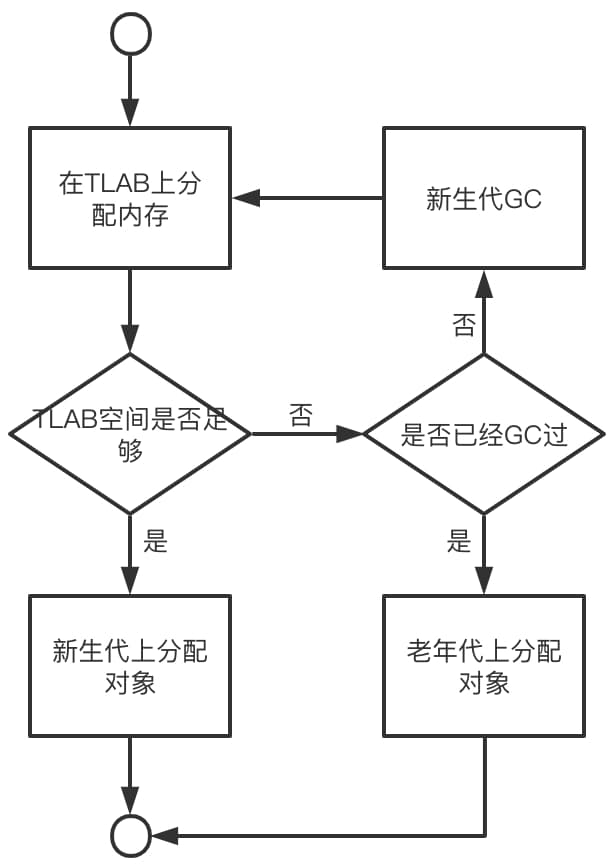 在TLAB上分
配内存
新生代GC
否
TLAB空间是否足
够
否
是否已经GC过
是
是
新生代上分配
对象
老年代上分配
对象